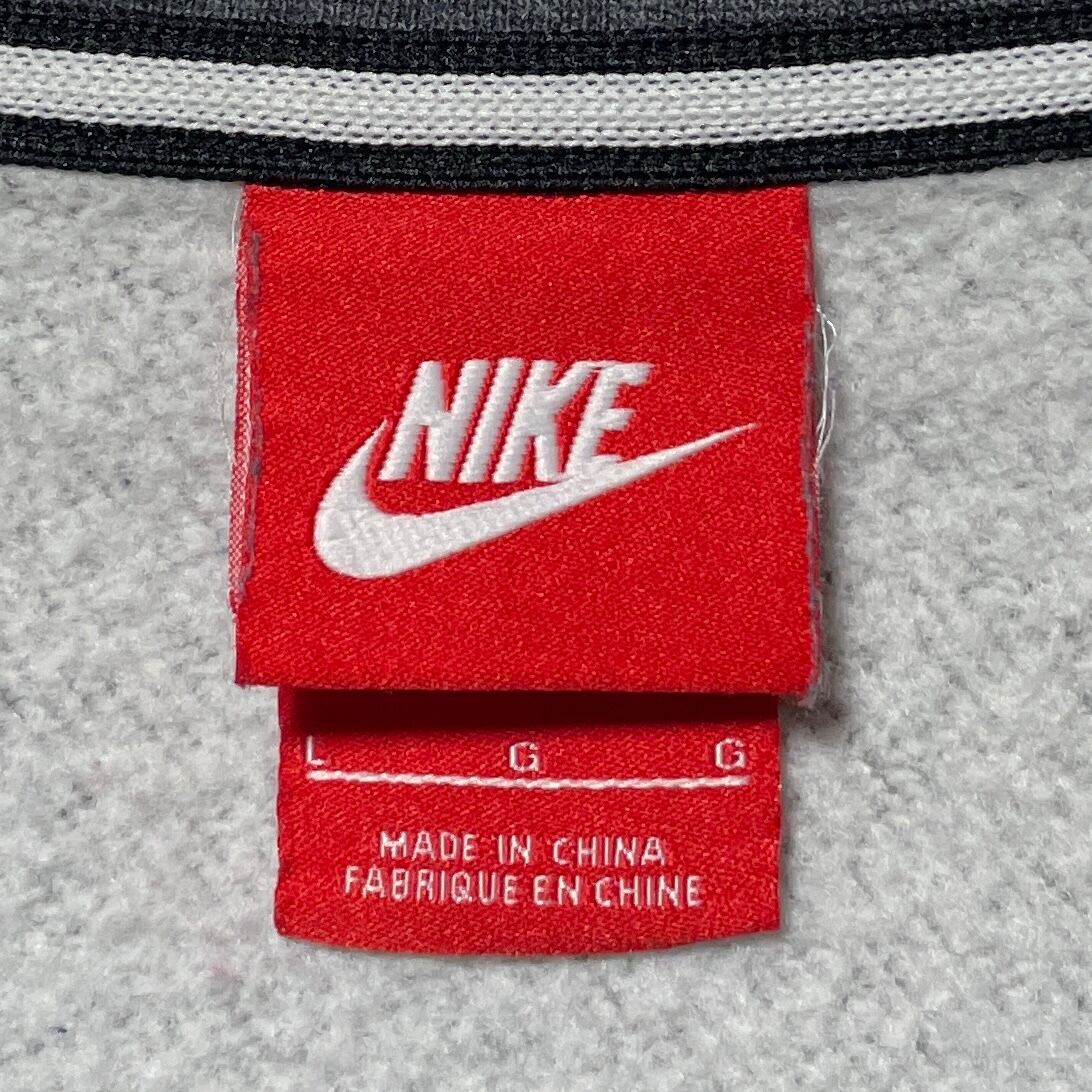 NIKE
L G G
MADE IN CHINA
FABRIQUE EN CHINE